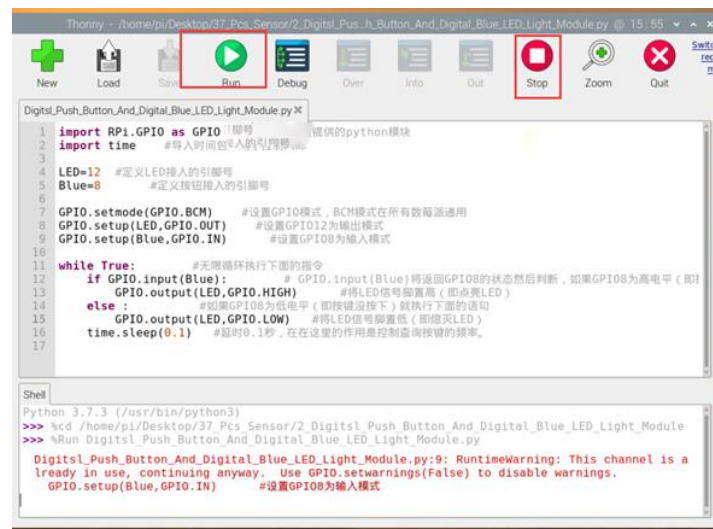 Thonny - /home/pi/Desktop/37_Pcs_Sensor/2_Digitsl_Pus..h_Button_And_Digital_Blue_LED_Light_Module.py @ 15 : 55
New Load Save Run Debug Over Into Out Stop Zoom Quit
Digitsl_Push_Button_And_Digital_Blue_LED_Light_Module.py
1 import RPi.GPIO as GPIO 提供的python模块
2 import time #导入时间包
3
4 LED=12 #定义LED接入的引脚号
5 Blue=8 #定义按钮接入的引脚号
6
7 GPIO.setmode(GPIO.BCM) #设置GPIO模式，BCM模式在所有数莓派通用
8 GPIO.setup(LED,GPIO.OUT) #设置GPIO12为输出模式
9 GPIO.setup(Blue,GPIO.IN) #设置GPIO8为输入模式
10
11 while True: #无限循环执行下面的指令
12 if GPIO.input(Blue): # GPIO.input(Blue)将返回GPIO8的状态然后判断，如果GPIO8为高电平（即
13 GPIO.output(LED,GPIO.HIGH) #将LED信号脚置高（即点亮LED）
14 else : #如果GPIO8为低电平（即按键没按下）就执行下面的语句
15 GPIO.output(LED,GPIO.LOW) #将LED信号脚置低（即熄灭LED）
16 time.sleep(0.1) #延时0.1秒，在在这里的作用是控制查询按键的频率。
17
Shell
Python 3.7.3 (/usr/bin/python3)
>>> %cd /home/pi/Desktop/37_Pcs_Sensor/2_Digitsl_Push_Button_And_Digital_Blue_LED_Light_Module
>>> %Run Digitsl_Push_Button_And_Digital_Blue_LED_Light_Module.py
Digitsl_Push_Button_And_Digital_Blue_LED_Light_Module.py:9: RuntimeWarning: This channel is a
lready in use, continuing anyway. Use GPIO.setwarnings(False) to disable warnings.
GPIO.setup(Blue,GPIO.IN) #设置GPIO8为输入模式